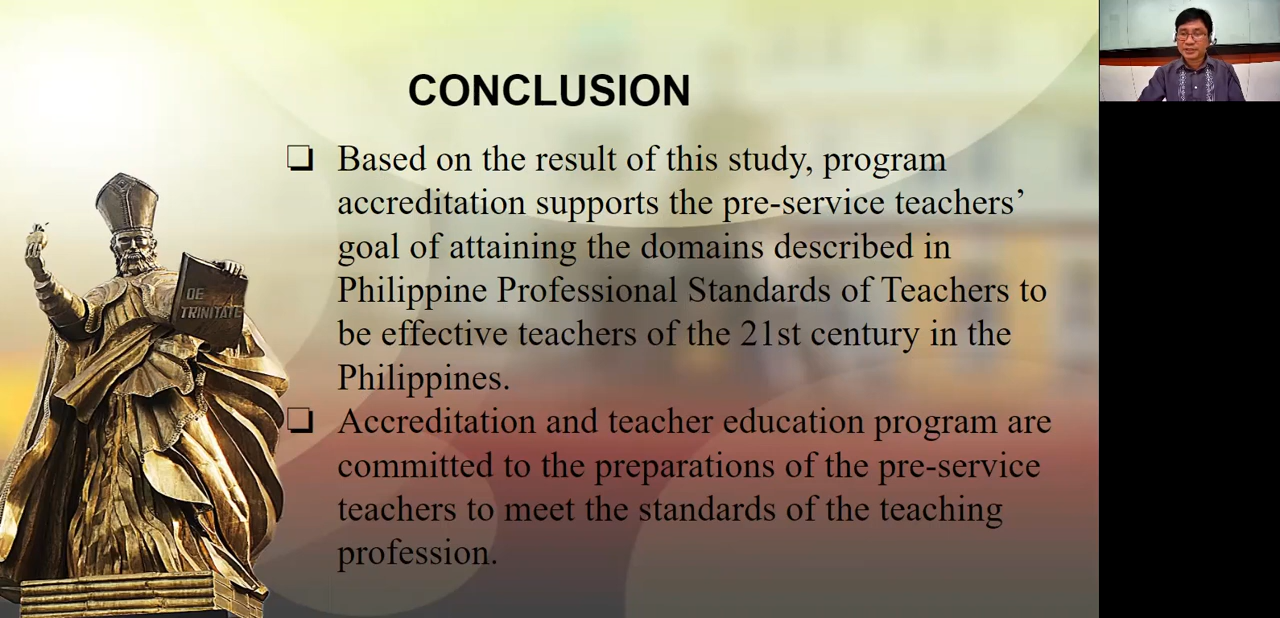 CONCLUSION
❑ Based on the result of this study, program
accreditation supports the pre-service teachers’
goal of attaining the domains described in
Philippine Professional Standards of Teachers to
be effective teachers of the 21st century in the
Philippines.
❑ Accreditation and teacher education program are
committed to the preparations of the pre-service
teachers to meet the standards of the teaching
profession.
DE
TRINITATE